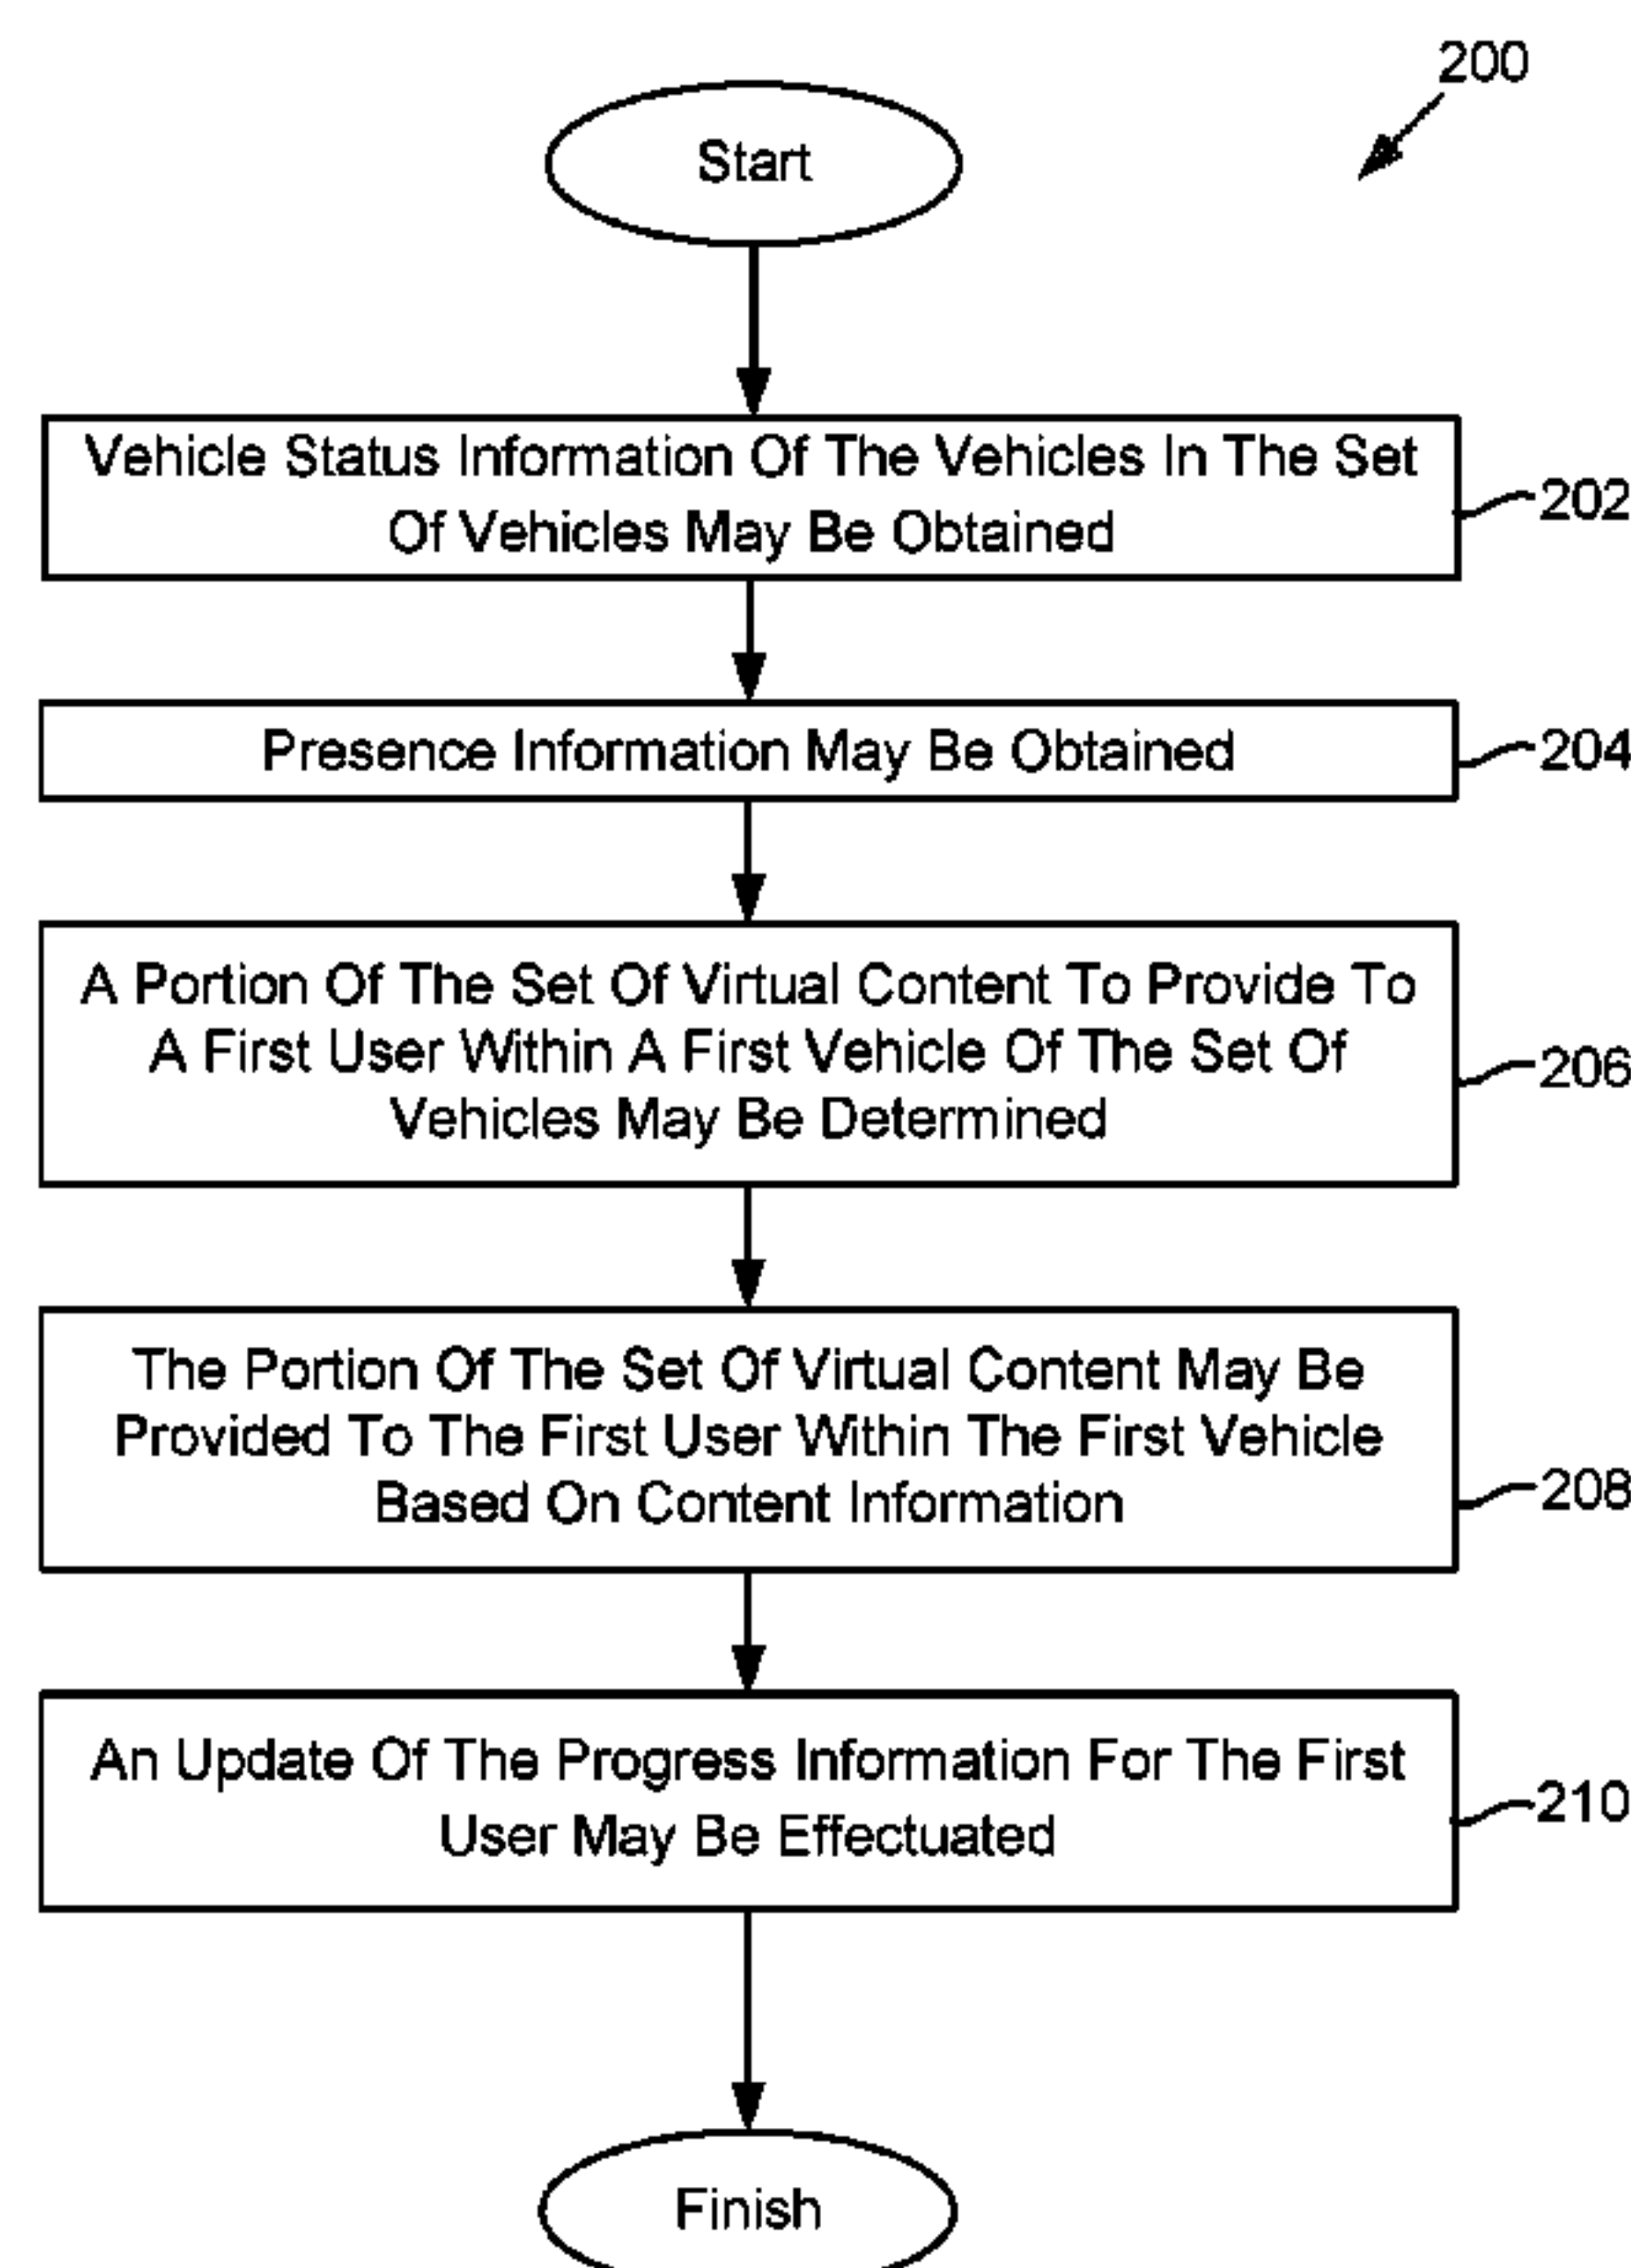 200
Start
Vehicle Status Information Of The Vehicles In The Set
Of Vehicles May Be Obtained
202
Presence Information May Be Obtained
204
A Portion Of The Set Of Virtual Content To Provide To
A First User Within A First Vehicle Of The Set Of
Vehicles May Be Determined
206
The Portion Of The Set Of Virtual Content May Be
Provided To The First User Within The First Vehicle
Based On Content Information
208
An Update Of The Progress Information For The First
User May Be Effectuated
210
Finish